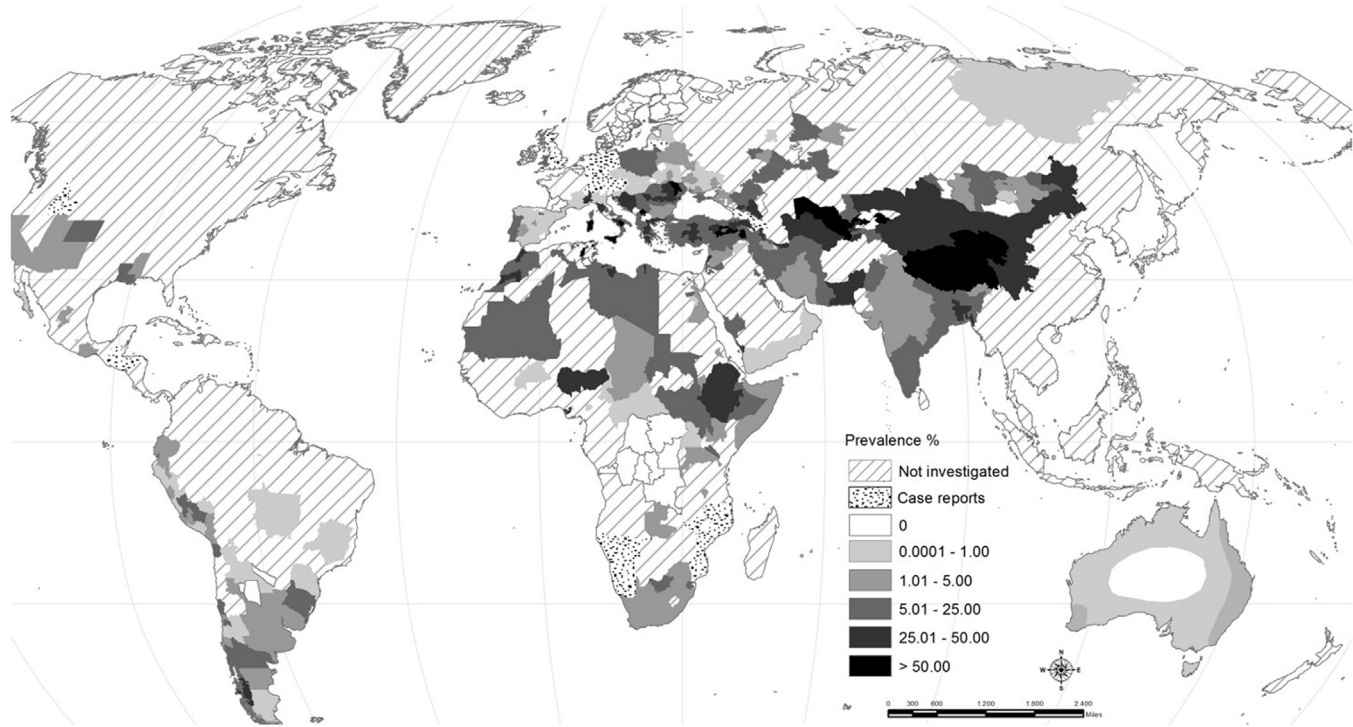 Prevalence %
Not investigated
Case reports
0
0.0001 - 1.00
1.01 - 5.00
5.01 - 25.00
25.01 - 50.00
> 50.00
N
W E
S
0 300 600 1.200 1.800 2.400
Miles